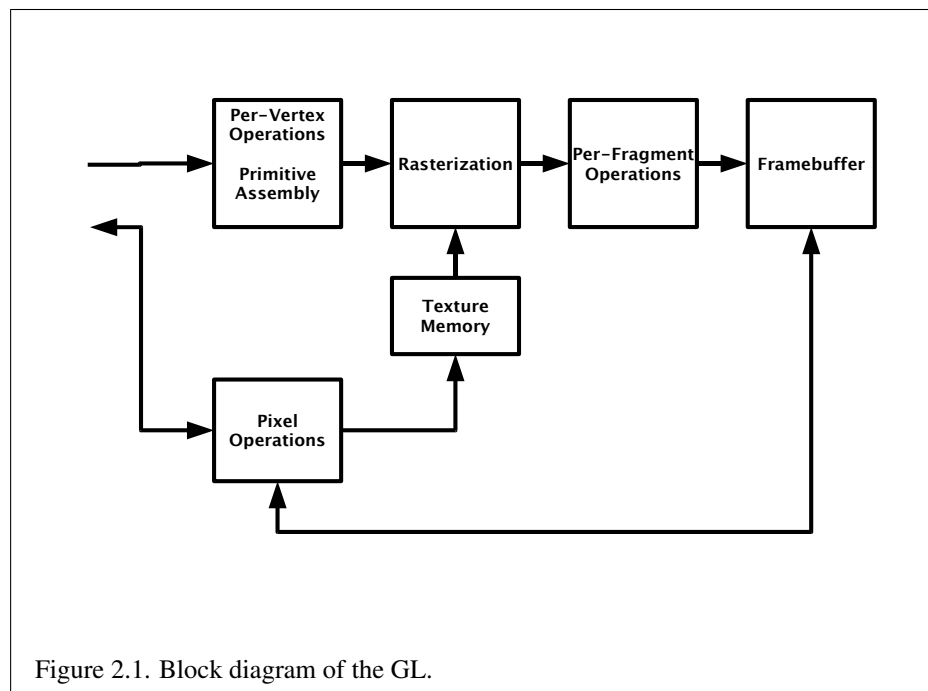 Per-Vertex
Operations
Primitive
Assembly
Rasterization
Per-Fragment
Operations
Framebuffer
Texture
Memory
Pixel
Operations
Figure 2.1. Block diagram of the GL.